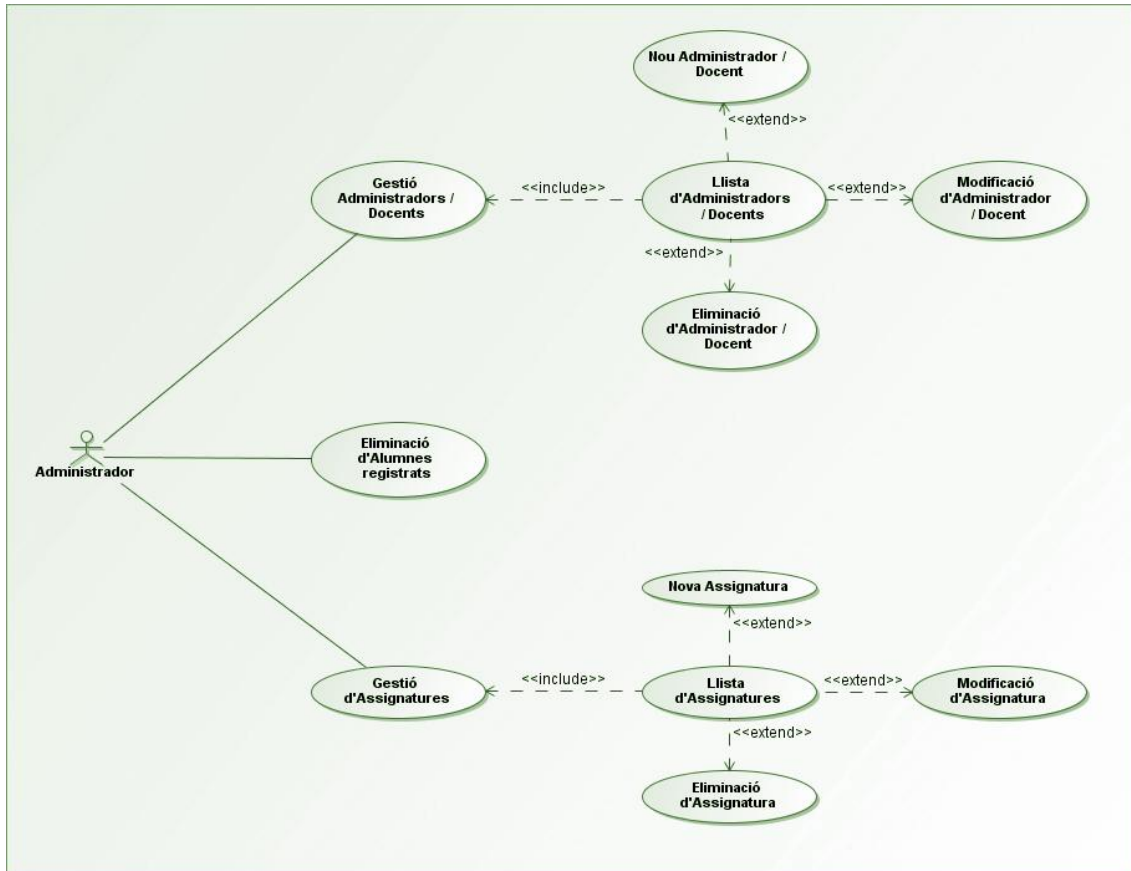 Nou Administrador /
Docent
<<extend>>
Gestió
Administradors /
Docents
<<include>>
Llista
d'Administradors
/ Docents
<<extend>>
Modificació
d'Administrador
/ Docent
<<extend>>
Eliminació
d'Administrador /
Docent
Administrador
Eliminació
d'Alumnes
registrats
Nova Assignatura
<<extend>>
Gestió
d'Assignatures
<<include>>
Llista
d'Assignatures
<<extend>>
Modificació
d'Assignatura
<<extend>>
Eliminació
d'Assignatura